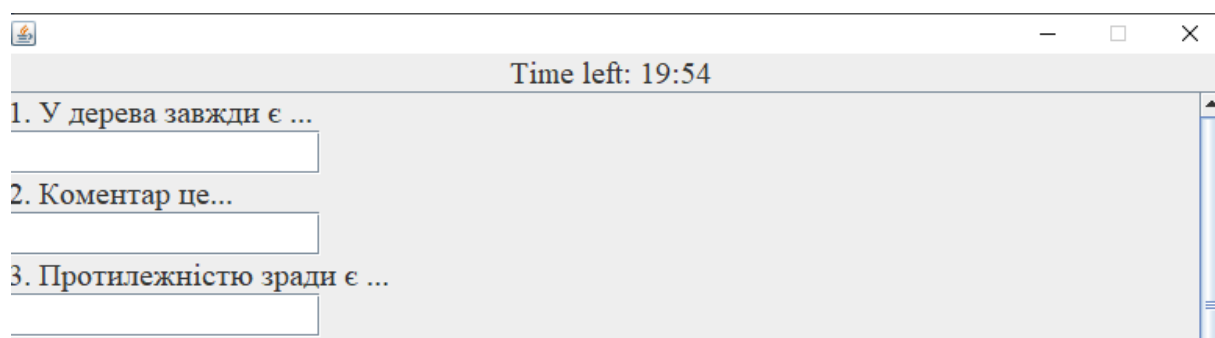 Time left: 19:54
1. У дерева завжди є ...
2. Коментар це...
3. Протилежністю зради є ...